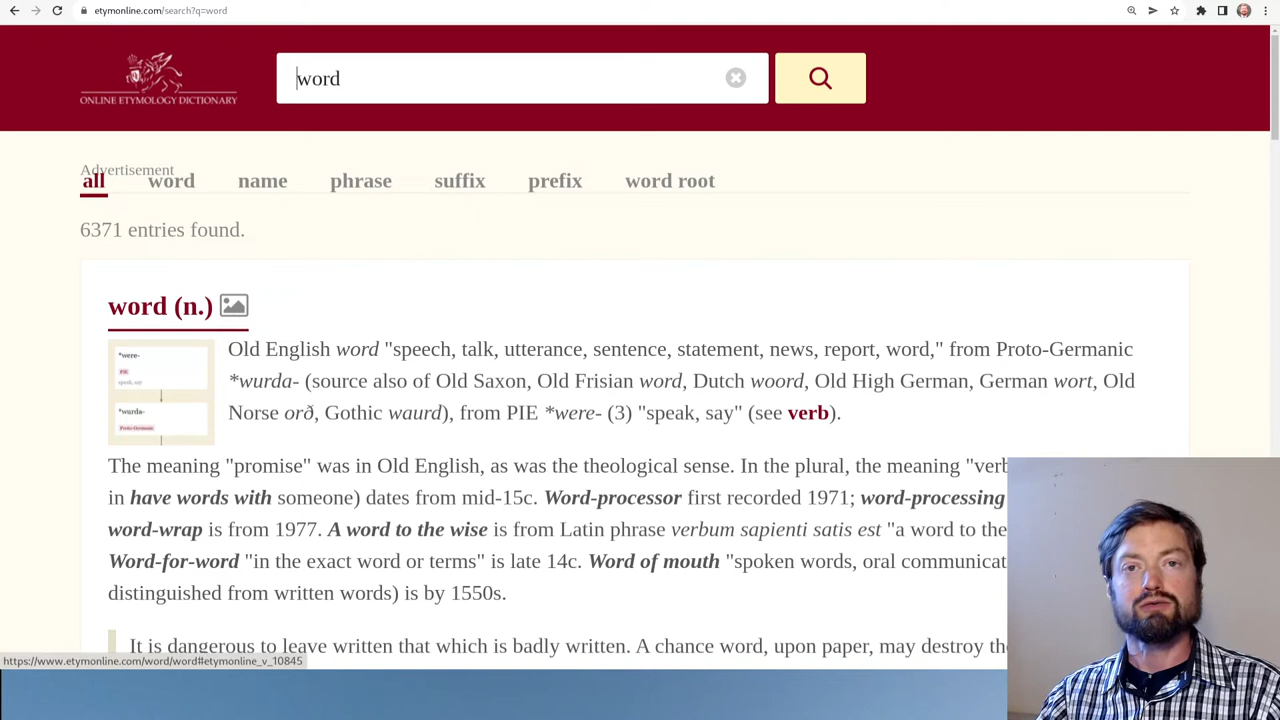 etymonline.com/search?q=word
ONLINE ETYMOLOGY DICTIONARY
word
Advertisement
all word name phrase suffix prefix word root
6371 entries found.
word (n.)
*were-
PIE
speak, say
*wurda-
Proto-Germanic
Old English word "speech, talk, utterance, sentence, statement, news, report, word," from Proto-Germanic
*wurda- (source also of Old Saxon, Old Frisian word, Dutch woord, Old High German, German wort, Old
Norse orð, Gothic waurd), from PIE *were- (3) "speak, say" (see verb).
The meaning "promise" was in Old English, as was the theological sense. In the plural, the meaning "verb
in have words with someone) dates from mid-15c. Word-processor first recorded 1971; word-processing
word-wrap is from 1977. A word to the wise is from Latin phrase verbum sapienti satis est "a word to the
Word-for-word "in the exact word or terms" is late 14c. Word of mouth "spoken words, oral communicat
distinguished from written words) is by 1550s.
It is dangerous to leave written that which is badly written. A chance word, upon paper, may destroy the
https://www.etymonline.com/word/word#etymonline_v_10845